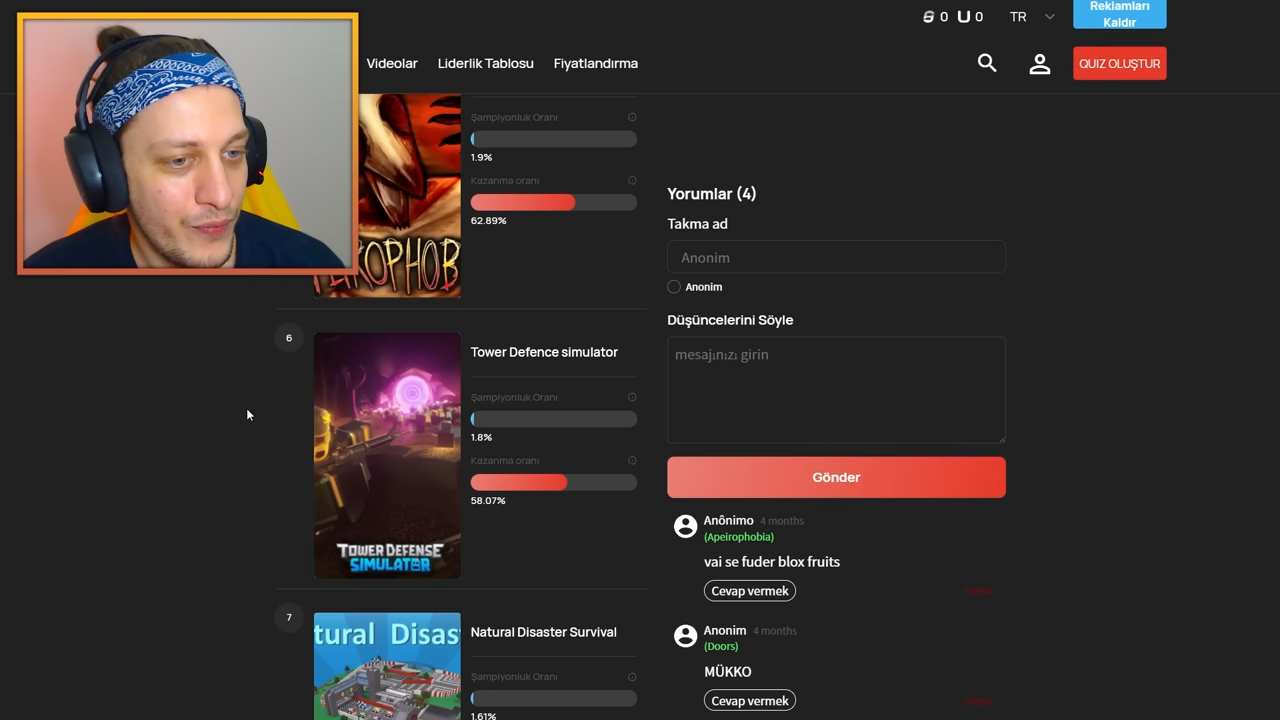 0 0 TR
Reklamları
Kaldır
Videolar Liderlik Tablosu Fiyatlandırma
QUIZ OLUŞTUR
Şampiyonluk Oranı
1.9%
Kazanma oranı
62.89%
6
Tower Defence simulator
Şampiyonluk Oranı
1.8%
Kazanma oranı
58.07%
TOWER DEFENSE
SIMULATOR
7
tural Disas
Natural Disaster Survival
Şampiyonluk Oranı
1.61%
Yorumlar (4)
Takma ad
Anonim
Anonim
Düşüncelerini Söyle
mesajınızı girin
Gönder
Anônimo 4 months
(Apeirophobia)
vai se fuder blox fruits
Cevap vermek
Anonim 4 months
(Doors)
MÜKKO
Cevap vermek